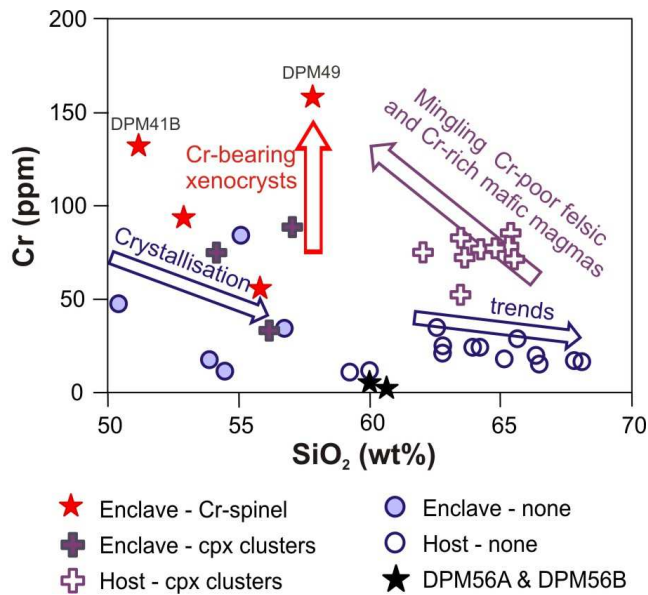 200
150
100
50
0
Cr (ppm)
DPM49
DPM41B
Cr-bearing
xenocrysts
Mingling Cr-poor felsic
and Cr-rich mafic magmas
Crystallisation
trends
50
55
60
65
70
SiO₂ (wt%)
Enclave - Cr-spinel
Enclave - none
Enclave - cpx clusters
Host - none
Host - cpx clusters
DPM56A & DPM56B